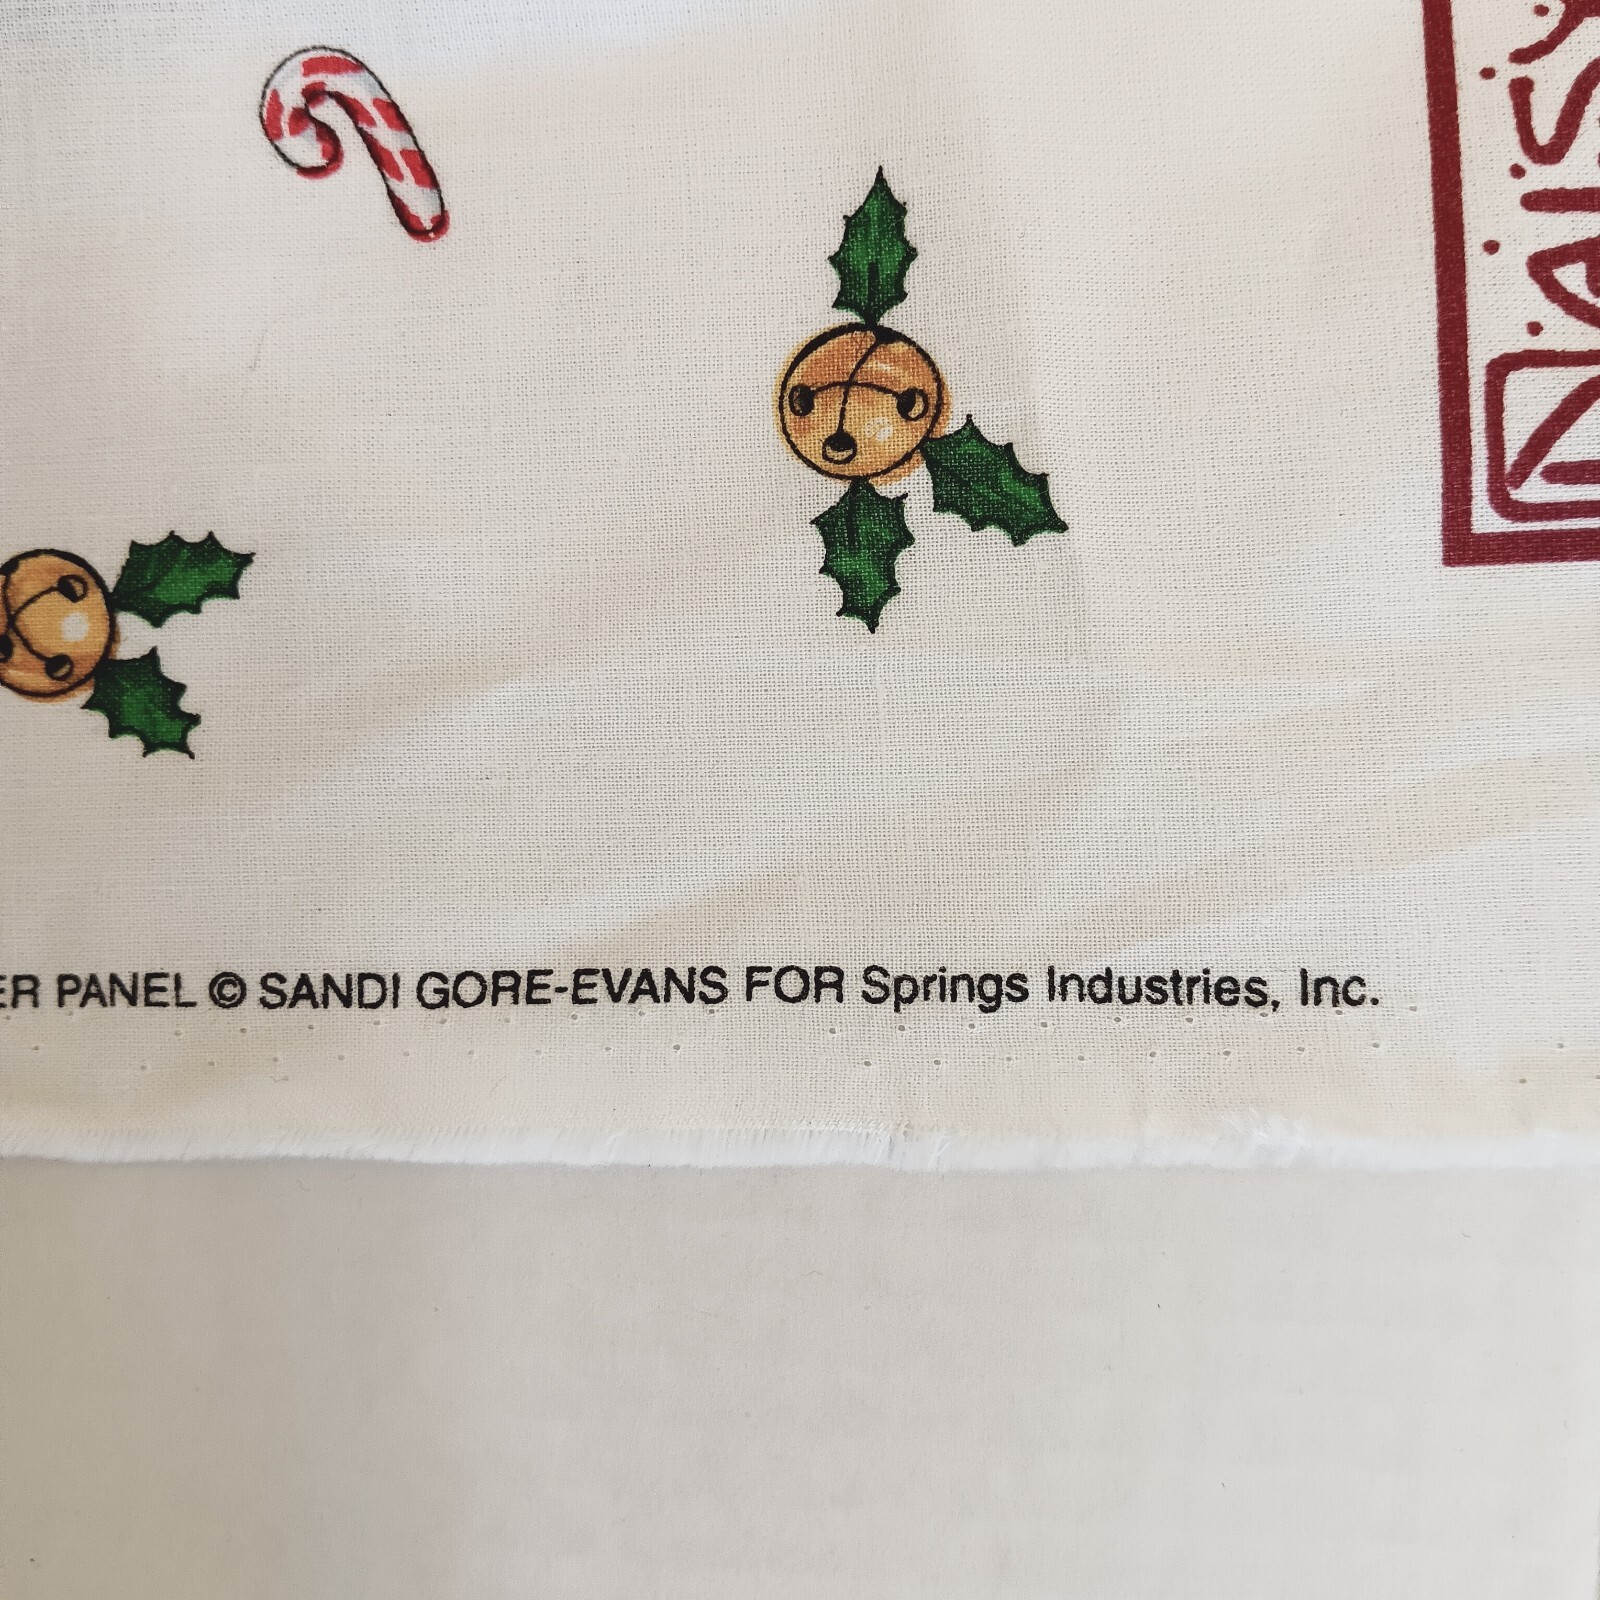 ER PANEL © SANDI GORE-EVANS FOR Springs Industries, Inc.